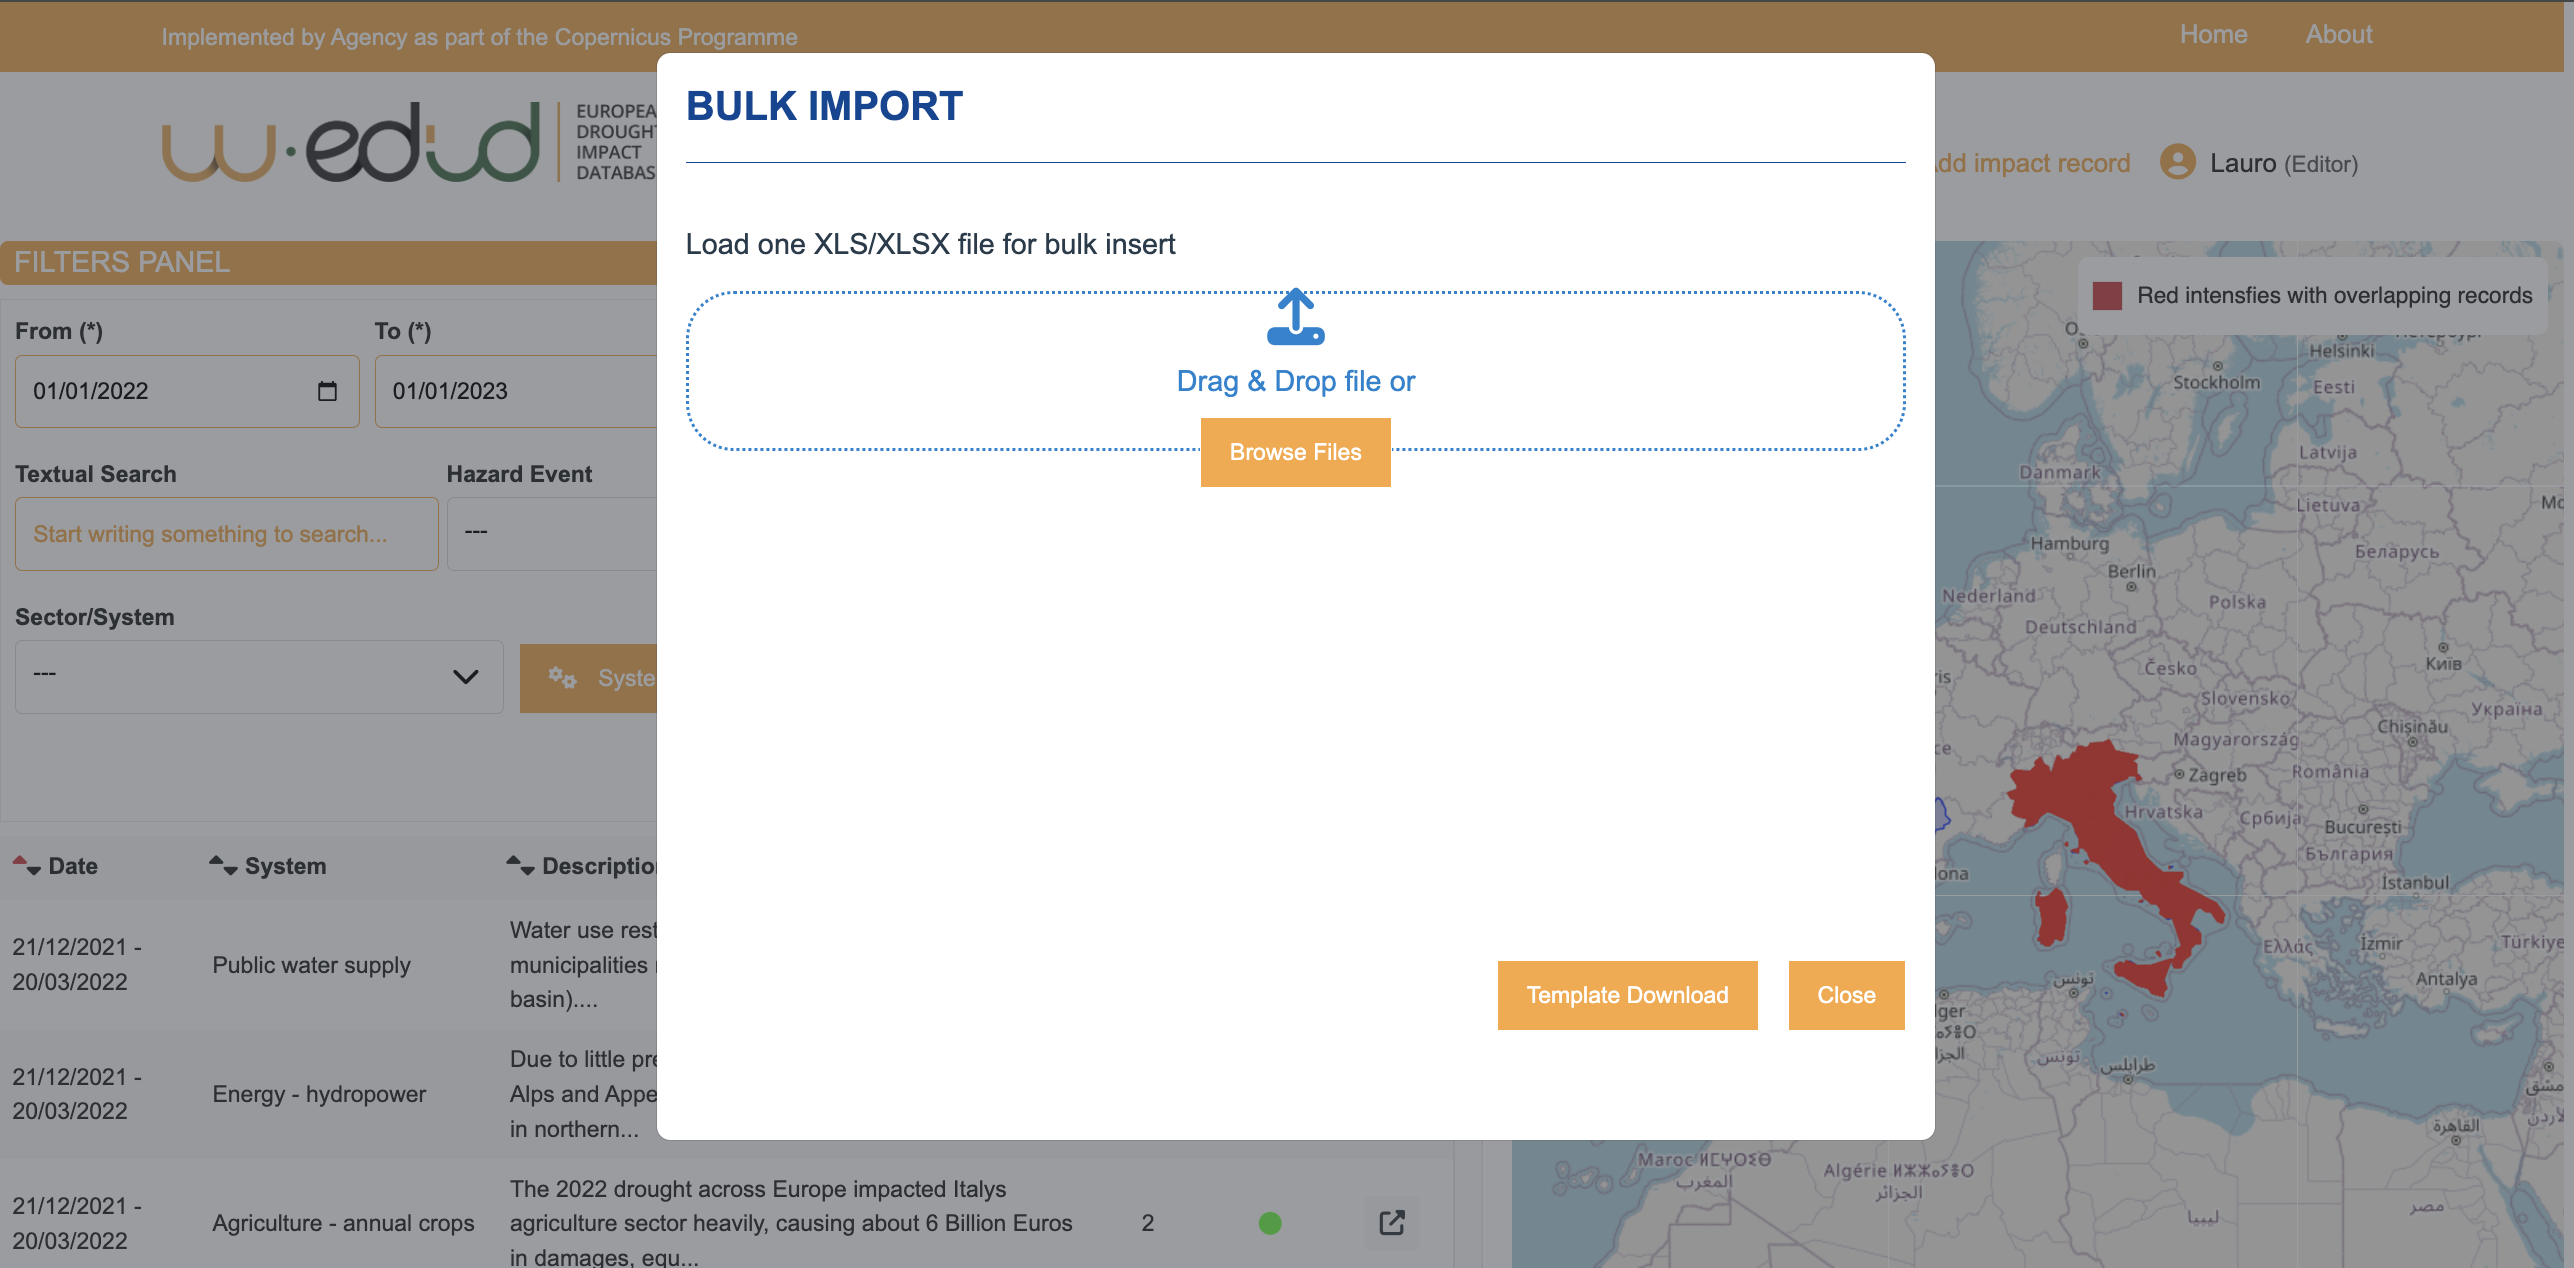 Implemented by Agency as part of the Copernicus Programme
Home
About
w·edid
EUROPEA
DROUGHT
IMPACT
DATABAS
dd impact record
Lauro (Editor)
BULK IMPORT
Load one XLS/XLSX file for bulk insert
Drag & Drop file or
Browse Files
Template Download
Close
FILTERS PANEL
From (*)
To (*)
01/01/2022
01/01/2023
Textual Search
Hazard Event
Start writing something to search...
---
Sector/System
---
Syste
Date
System
Description
21/12/2021 -
20/03/2022
Public water supply
Water use rest
municipalities
basin)....
21/12/2021 -
20/03/2022
Energy - hydropower
Due to little pre
Alps and Appe
in northern...
21/12/2021 -
20/03/2022
Agriculture - annual crops
The 2022 drought across Europe impacted Italys
agriculture sector heavily, causing about 6 Billion Euros
in damages, equ...
2
Red intensfies with overlapping records
Helsinki
Stockholm
Eesti
Latvija
Danmark
Lietuva
Hamburg
Беларусь
Berlin
Nederland
Polska
Deutschland
Česko
Київ
Slovensko
Україна
Chișinău
Magyarország
Zagreb
România
Hrvatska
Србија
București
България
İstanbul
Ελλάς
İzmir
Türkiye
Antalya
تونس
تونس
طرابلس
القاهرة
Maroc ⵍⵎⵖⵔⵉⴱ
المغرب
Algérie ⵍⵣⵣⴰⵢⴻⵔ
الجزائر
ليبيا
مصر